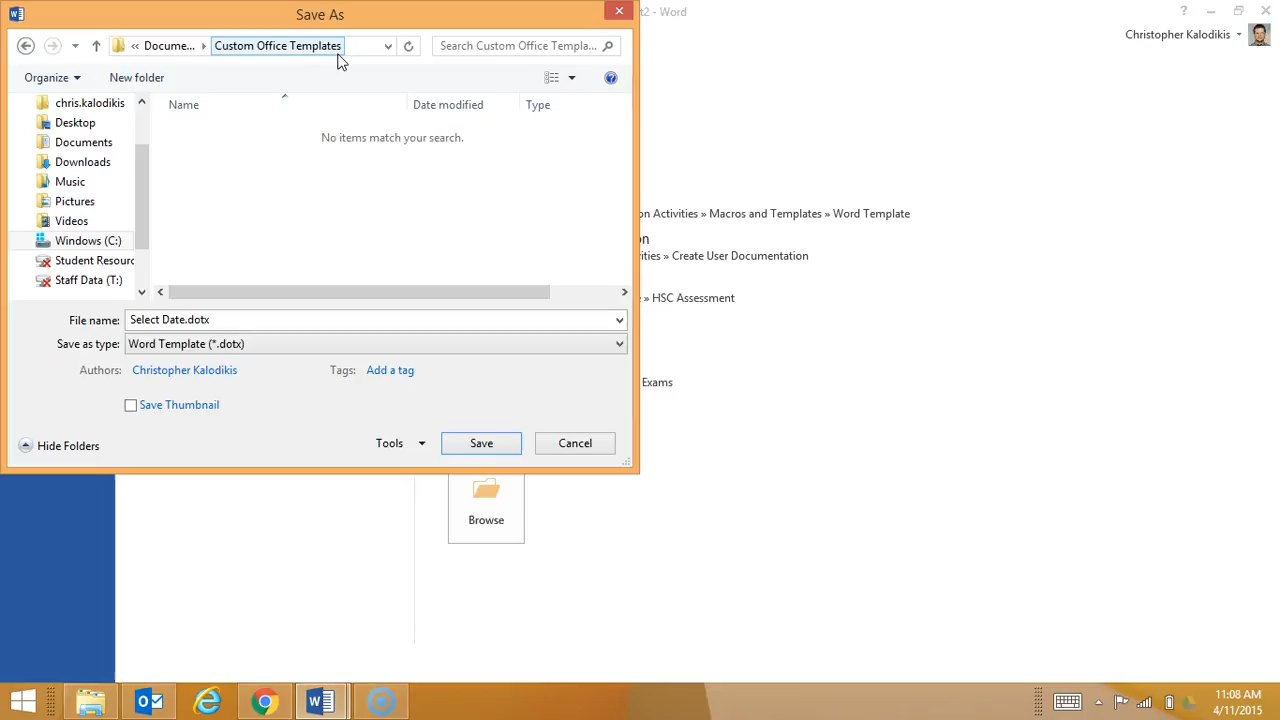 Save As
t2 - Word
?
Christopher Kalodikis
Docume...
Custom Office Templates
Search Custom Office Templa...
Organize
New folder
?
chris.kalodikis
Desktop
Documents
Downloads
Music
Pictures
Videos
Windows (C:)
Student Resourc
Staff Data (T:)
Name
Date modified
Type
No items match your search.
on Activities » Macros and Templates » Word Template
on
ities » Create User Documentation
» HSC Assessment
Exams
File name:
Select Date.dotx
Save as type:
Word Template (*.dotx)
Authors:
Christopher Kalodikis
Tags:
Add a tag
Save Thumbnail
Hide Folders
Tools
Save
Cancel
Browse
11:08 AM
4/11/2015